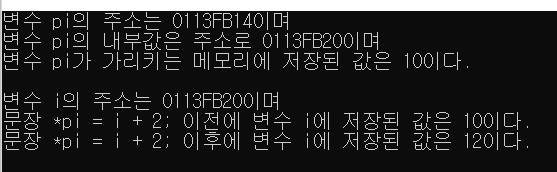 변수 pi의 주소는 0113FB14이며
변수 pi의 내부값은 주소로 0113FB20이며
변수 pi가 가리키는 메모리에 저장된 값은 10이다.
변수 i의 주소는 0113FB20이며
문장 *pi = i + 2; 이전에 변수 i에 저장된 값은 10이다.
문장 *pi = i + 2; 이후에 변수 i에 저장된 값은 12이다.